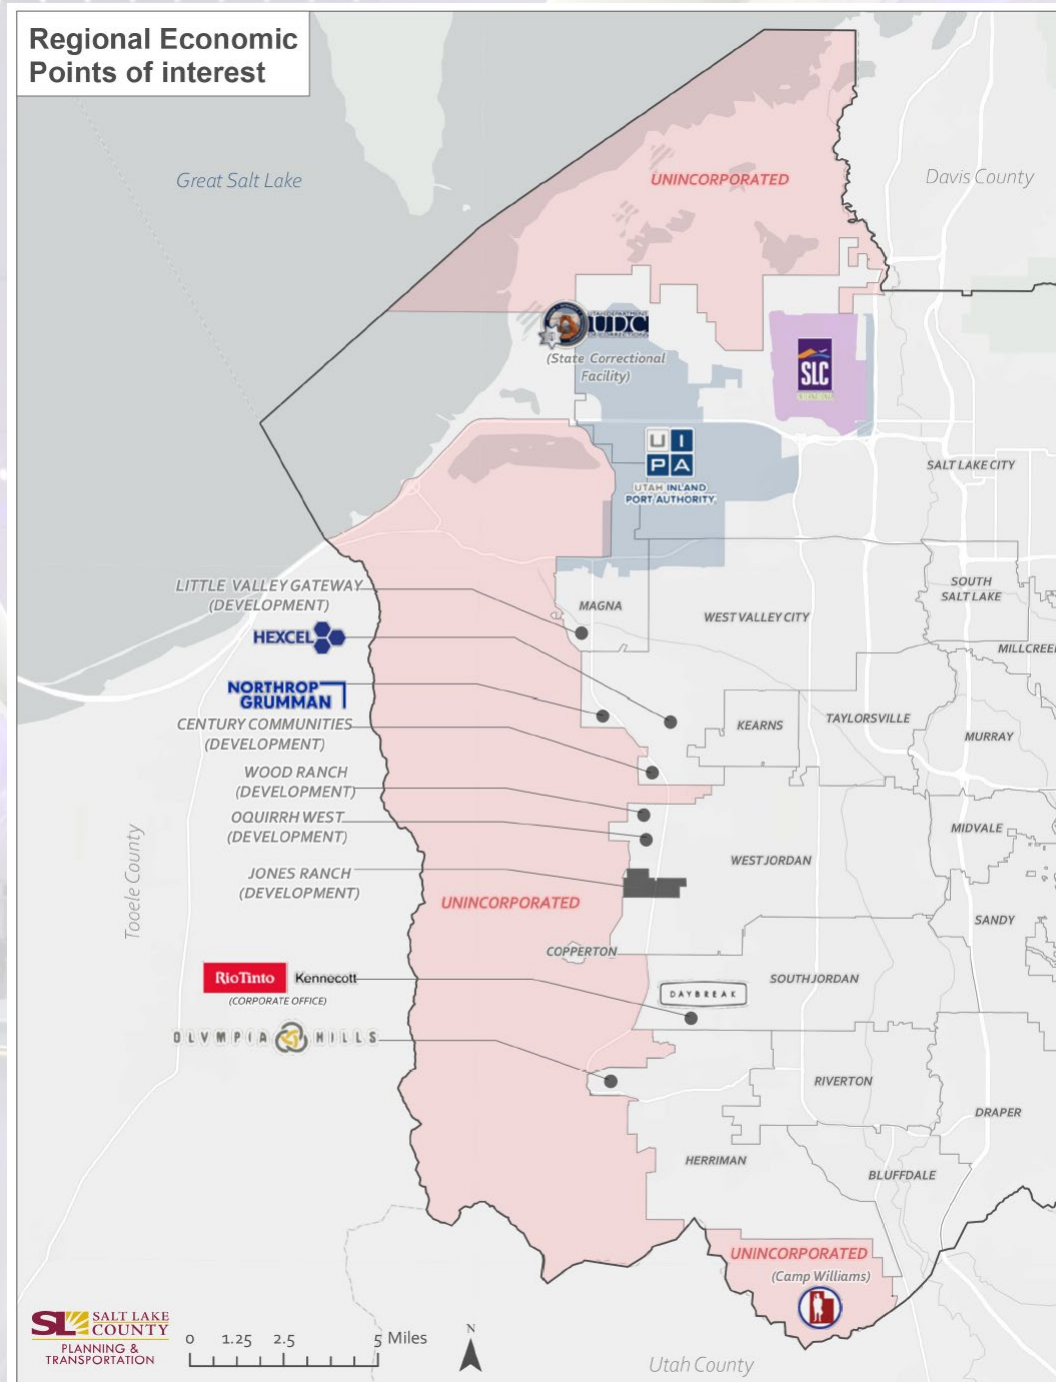 Regional Economic
Points of interest
Great Salt Lake
UNINCORPORATED
Davis County
UDC
(State Correctional
Facility)
SLC
UI
PA
UTAH INLAND
PORT AUTHORITY
SALT LAKE CITY
LITTLE VALLEY GATEWAY
(DEVELOPMENT)
MAGNA
WEST VALLEY CITY
SOUTH
SALT LAKE
HEXCEL
MILLCREE
NORTHROP
GRUMMAN
CENTURY COMMUNITIES
(DEVELOPMENT)
KEARNS
TAYLORSVILLE
MURRAY
WOOD RANCH
(DEVELOPMENT)
OQUIRRH WEST
(DEVELOPMENT)
MIDVALE
JONES RANCH
(DEVELOPMENT)
WEST JORDAN
Tooele County
UNINCORPORATED
SANDY
COPPERTON
RioTinto Kennecott
(CORPORATE OFFICE)
SOUTH JORDAN
DAYBREAK
OLYMPIA HILLS
RIVERTON
DRAPER
HERRIMAN
BLUFFDALE
UNINCORPORATED
(Camp Williams)
SL SALT LAKE
COUNTY
PLANNING &
TRANSPORTATION
0 1.25 2.5 5 Miles
N
Utah County